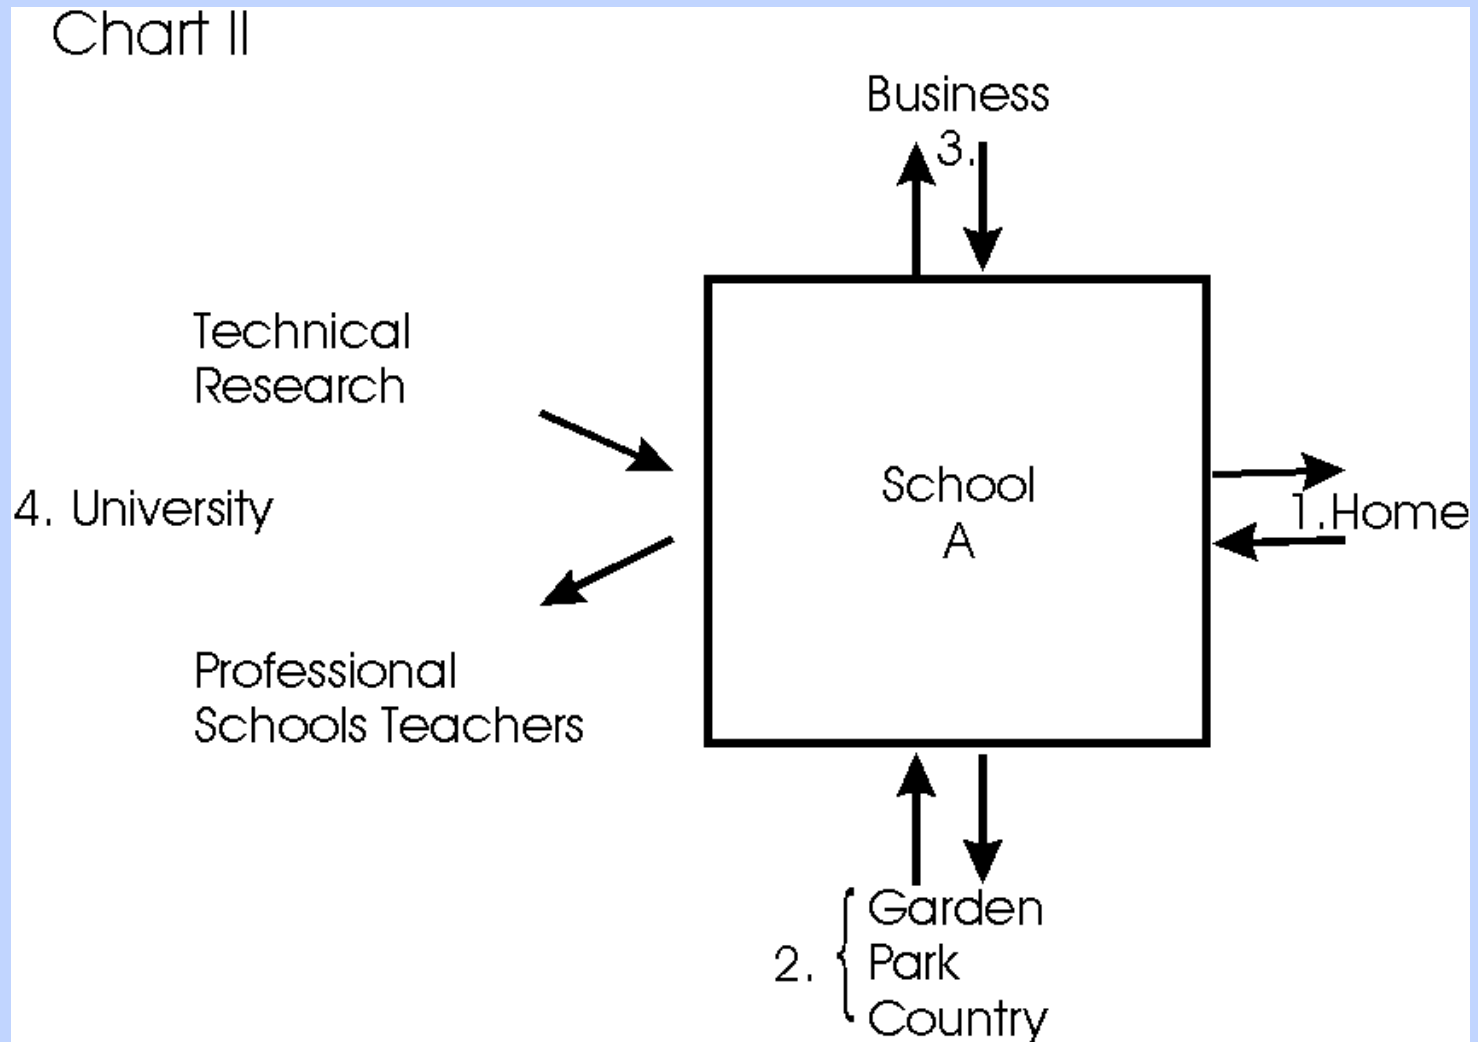 Chart II
Business
3.
Technical
Research
School
A
4. University
1.Home
Professional
Schools Teachers
2.
Garden
Park
Country